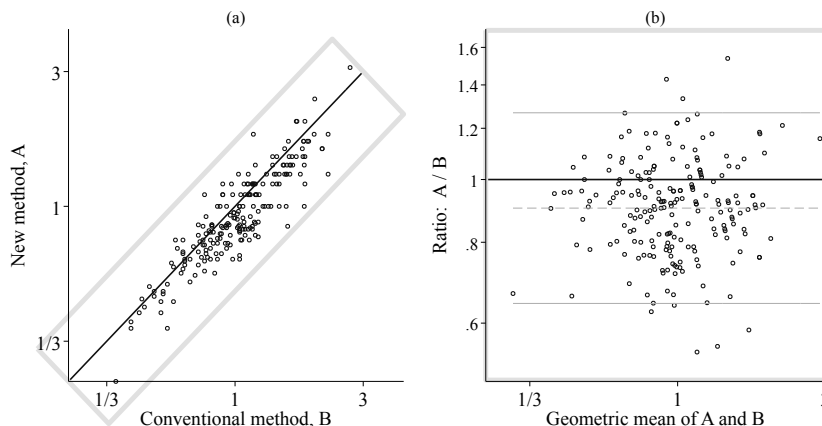 (a)
3
1
1/3
New method, A
1/3
1
3
Conventional method, B
(b)
1.6
1.4
1.2
1
.8
.6
Ratio: A / B
1/3
1
Geometric mean of A and B